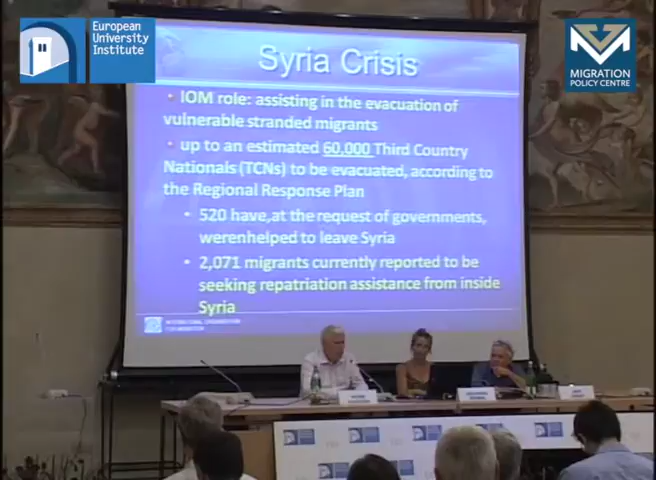 European
University
Institute
MIGRATION
POLICY CENTRE
Syria Crisis
• IOM role: assisting in the evacuation of
vulnerable stranded migrants
• up to an estimated 60,000 Third Country
Nationals (TCNs) to be evacuated, according to
the Regional Response Plan
• 520 have,at the request of governments,
werenhelped to leave Syria
• 2,071 migrants currently reported to be
seeking repatriation assistance from inside
Syria